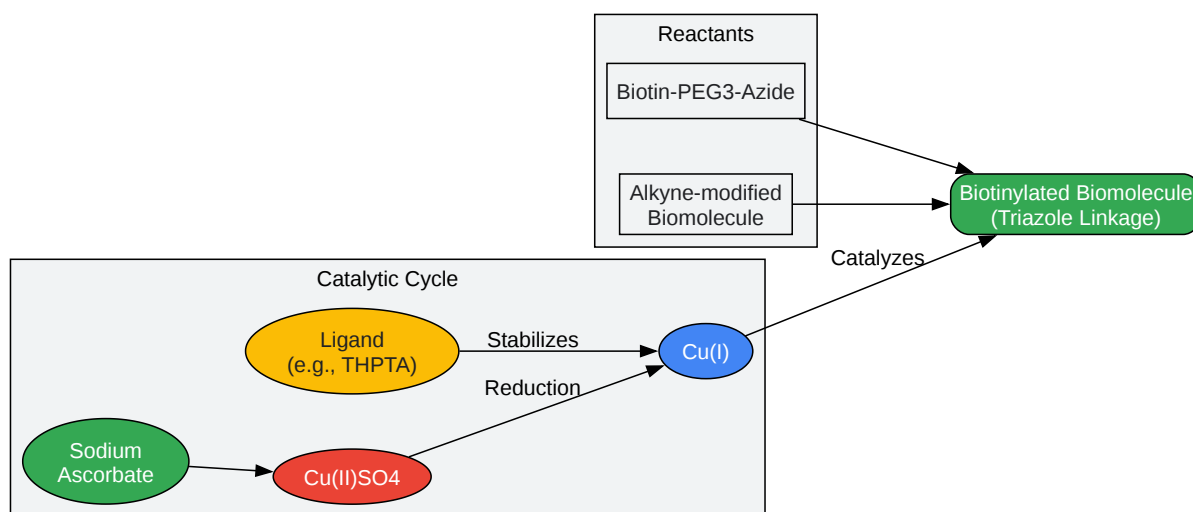 Reactants
Biotin-PEG3-Azide
Alkyne-modified
Biomolecule
Biotinylated Biomolecule
(Triazole Linkage)
Catalyzes
Catalytic Cycle
Ligand
(e.g., THPTA)
Stabilizes
Cu(I)
Reduction
Sodium
Ascorbate
Cu(II)SO4